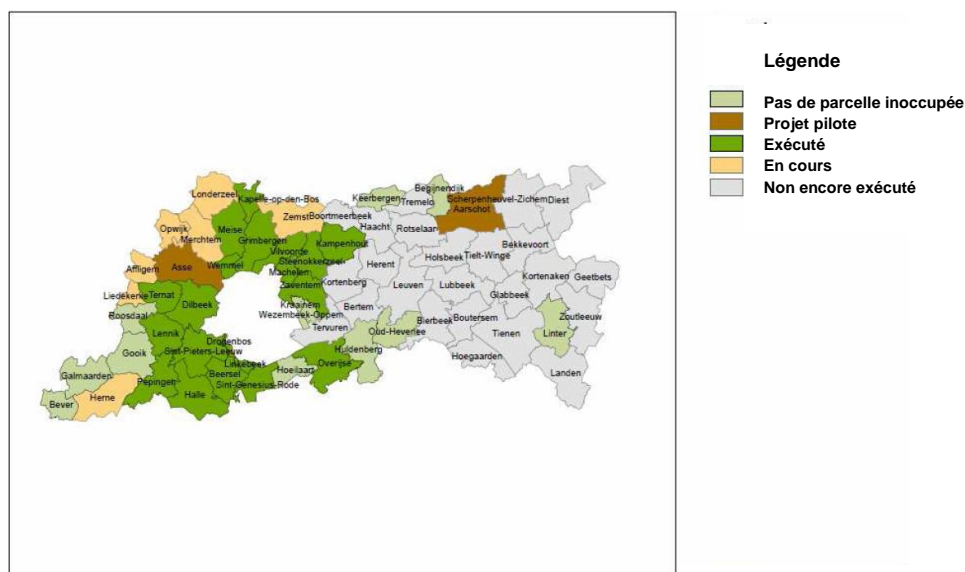 Légende
Pas de parcelle inoccupée
Projet pilote
Exécuté
En cours
Non encore exécuté
Londerzeel
Kapelle-op-den-Bos
Keerbergen
Begijnendijk
Tremelo
Scherpenheuvel-Zichem
Diest
Aarschot
Zemst
Boortmeerbeek
Haacht
Rotselaar
Opwijk
Meise
Merchtem
Grimbergen
Kampenhout
Bekkevoort
Vilvoorde
Steenokkerzeel
Holsbeek
Tielt-Winge
Affligem
Asse
Wemmel
Machelem
Herent
Kortenaken
Geetbets
Zaventem
Kortenberg
Leuven
Lubbeek
Glabbeek
Liedekerke
Ternat
Dilbeek
Kraainem
Wezembeek-Oppem
Bertem
Bierbeek
Boutersem
Zoutleeuw
Roosdaal
Tervuren
Oud-Heverlee
Tienen
Linter
Lennik
Drogenbos
Sint-Pieters-Leeuw
Gooik
Huldenberg
Hoegaarden
Linkebeek
Beersel
Hoeilaart
Overijse
Landen
Galmaarden
Pepingen
Sint-Genesius-Rode
Halle
Herne
Bever